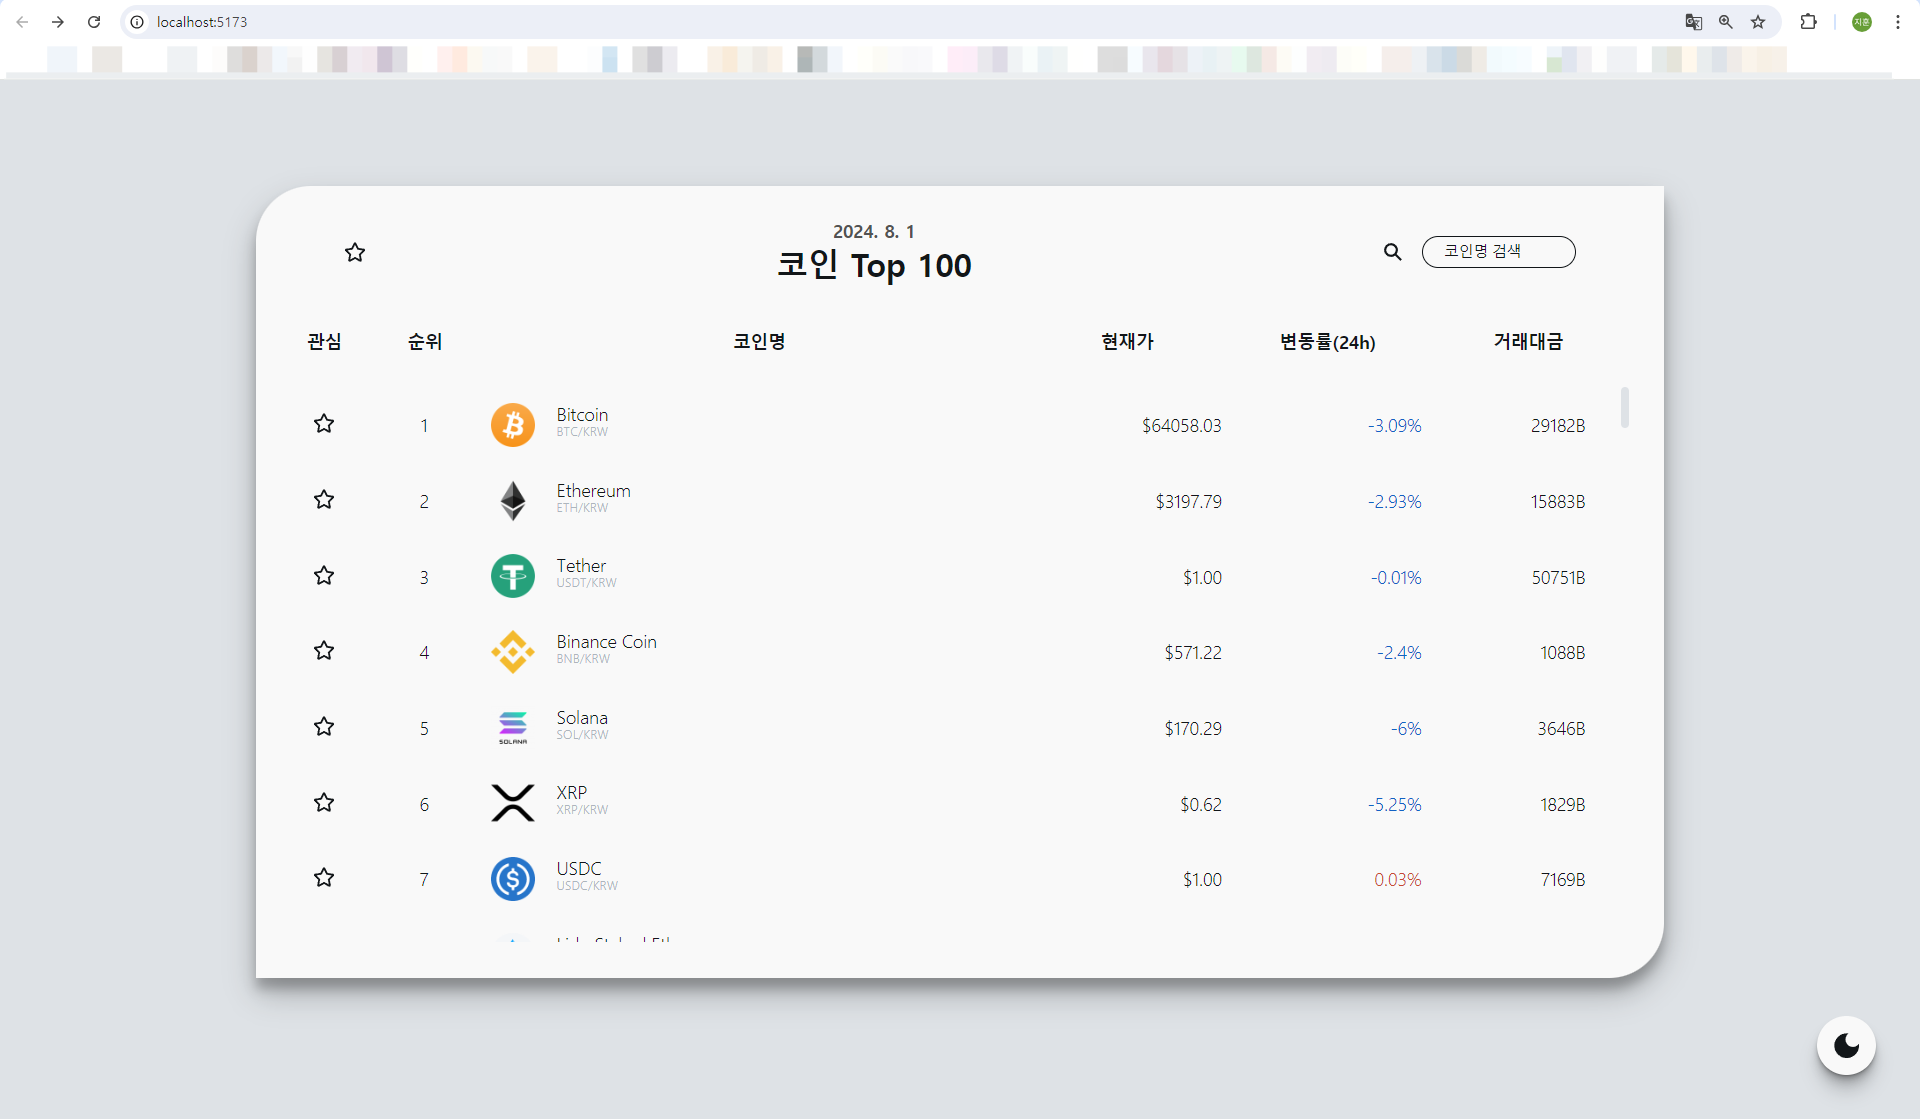 localhost:5173
지훈
2024. 8. 1
코인 Top 100
코인명 검색
관심 순위 코인명 현재가 변동률(24h) 거래대금
1 Bitcoin BTC/KRW $64058.03 -3.09% 29182B
2 Ethereum ETH/KRW $3197.79 -2.93% 15883B
3 Tether USDT/KRW $1.00 -0.01% 50751B
4 Binance Coin BNB/KRW $571.22 -2.4% 1088B
5 SOLANA Solana SOL/KRW $170.29 -6% 3646B
6 XRP XRP/KRW $0.62 -5.25% 1829B
7 USDC USDC/KRW $1.00 0.03% 7169B